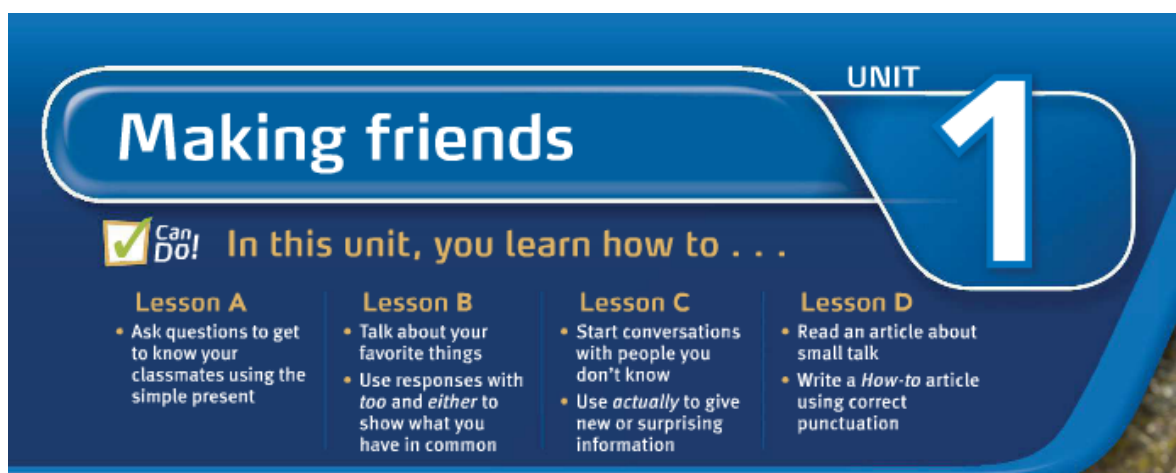 UNIT
1
Making friends
Can Do!
In this unit, you learn how to . . .
Lesson A
• Ask questions to get
to know your
classmates using the
simple present
Lesson B
• Talk about your
favorite things
• Use responses with
too and either to
show what you
have in common
Lesson C
• Start conversations
with people you
don't know
• Use actually to give
new or surprising
information
Lesson D
• Read an article about
small talk
• Write a How-to article
using correct
punctuation